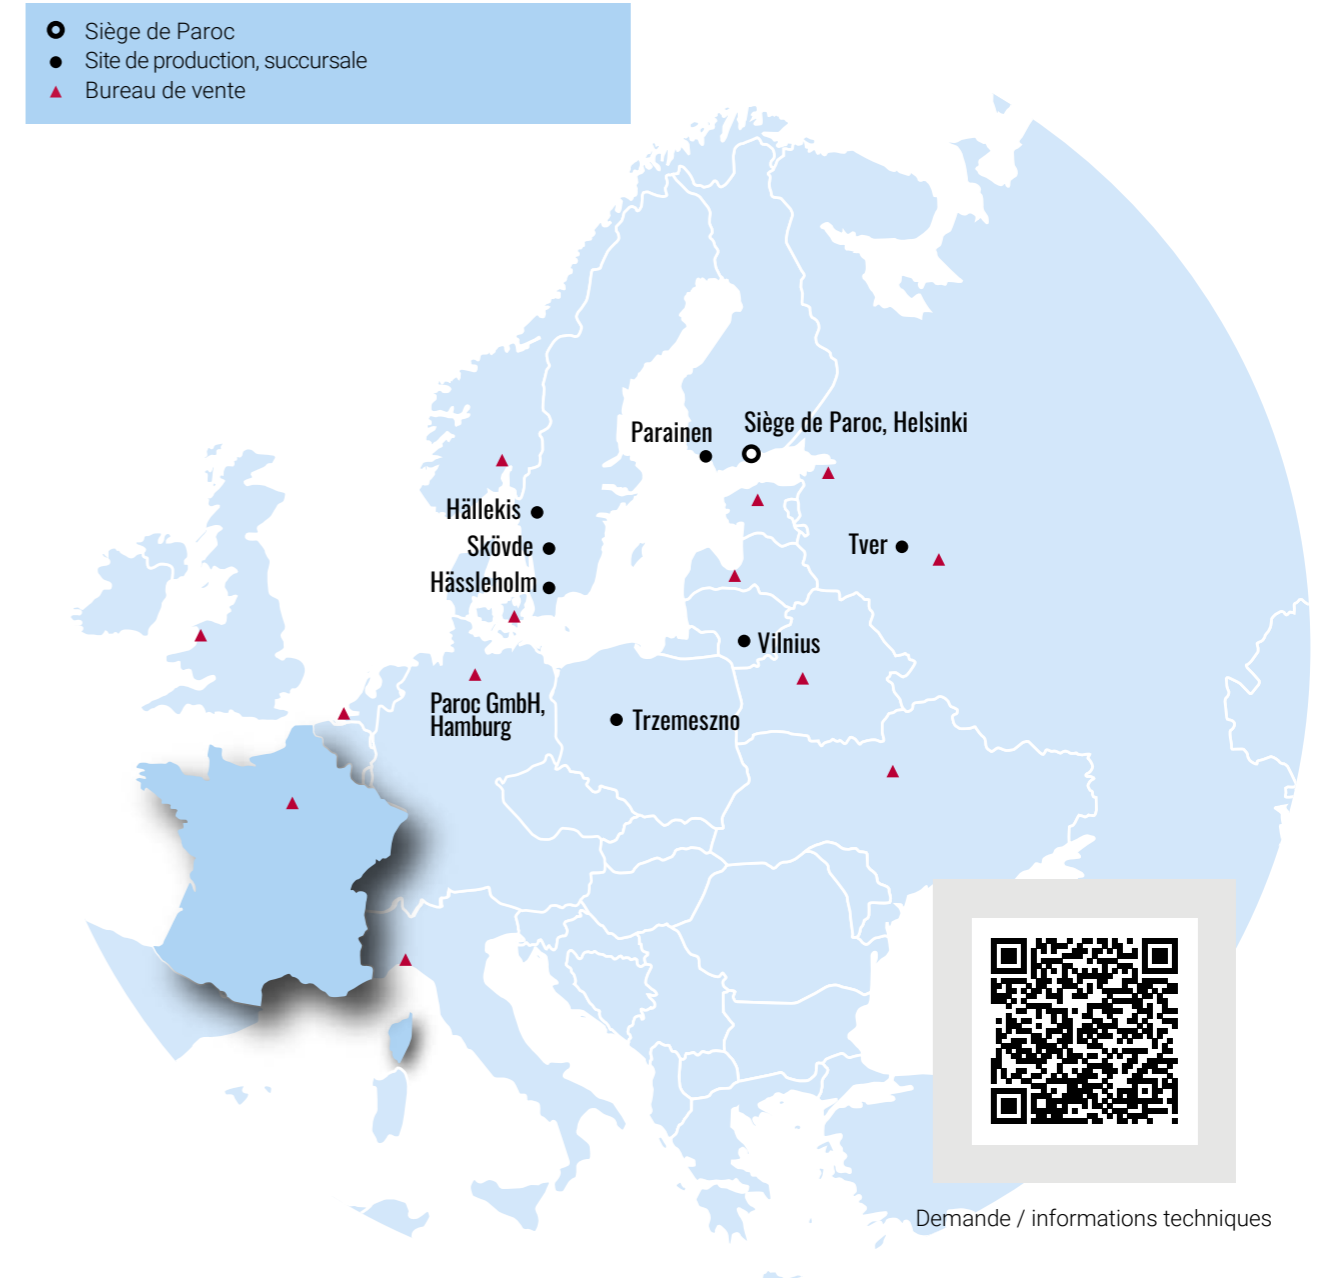 Siège de Paroc
Site de production, succursale
Bureau de vente
Siège de Paroc, Helsinki
Parainen
Hällekis
Skövde
Tver
Hässleholm
Vilnius
Paroc GmbH,
Hamburg
Trzemeszno
Demande / informations techniques